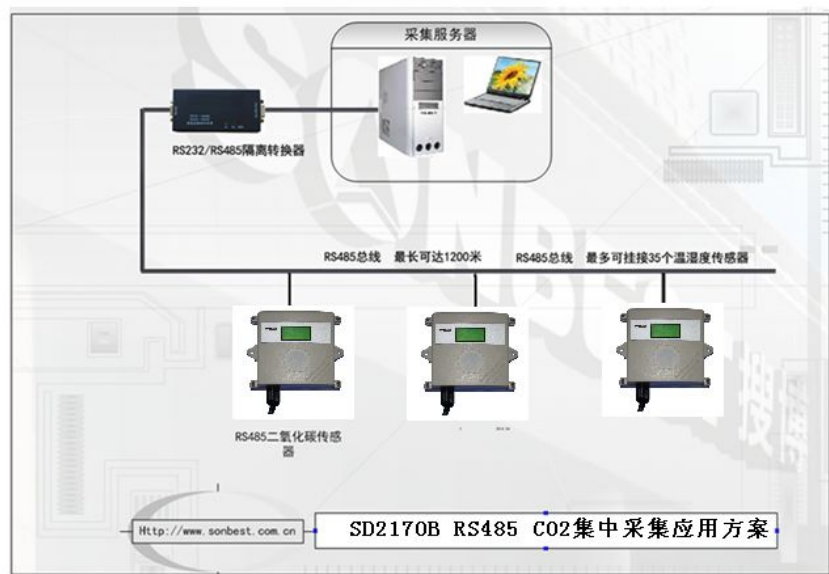 采集服务器
RS232/RS485隔离转换器
RS485总线 最长可达1200米 RS485总线 最多可挂接35个温湿度传感器
RS485二氧化碳传感
器
Http://www.sonbest.com.cn
SD2170B RS485 CO2集中采集应用方案